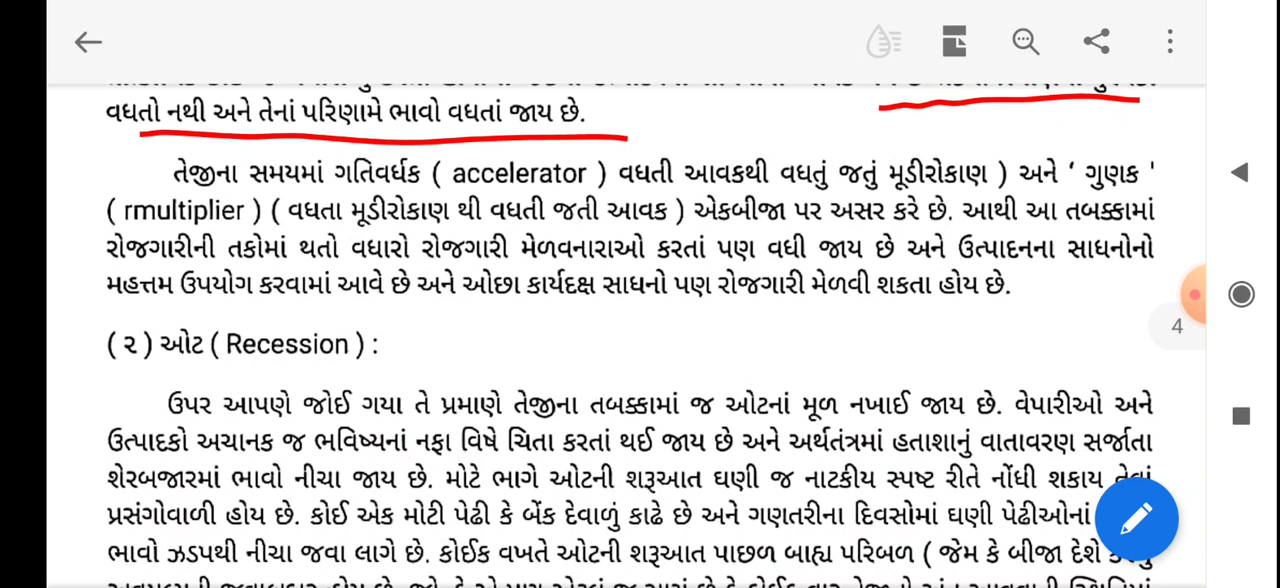 વધતો નથી અને તેનાં પરિણામે ભાવો વધતાં જાય છે.
તેજીના સમયમાં ગતિવર્ધક ( accelerator ) વધતી આવકથી વધતું જતું મૂડીરોકાણ ) અને ‘ ગુણક '
( rmultiplier ) ( વધતા મૂડીરોકાણ થી વધતી જતી આવક ) એકબીજા પર અસર કરે છે. આથી આ તબક્કામાં
રોજગારીની તકોમાં થતો વધારો રોજગારી મેળવનારાઓ કરતાં પણ વધી જાય છે અને ઉત્પાદનના સાધનોનો
મહત્તમ ઉપયોગ કરવામાં આવે છે અને ઓછા કાર્યદક્ષ સાધનો પણ રોજગારી મેળવી શકતા હોય છે.
4
( ૨ ) ઓટ ( Recession ) :
ઉપર આપણે જોઈ ગયા તે પ્રમાણે તેજીના તબક્કામાં જ ઓટનાં મૂળ નખાઈ જાય છે. વેપારીઓ અને
ઉત્પાદકો અચાનક જ ભવિષ્યનાં નફા વિષે ચિતા કરતાં થઈ જાય છે અને અર્થતંત્રમાં હતાશાનું વાતાવરણ સર્જાતા
શેરબજારમાં ભાવો નીચા જાય છે. મોટે ભાગે ઓટની શરૂઆત ઘણી જ નાટકીય સ્પષ્ટ રીતે નોંધી શકાય તેવાં
પ્રસંગોવાળી હોય છે. કોઈ એક મોટી પેઢી કે બેંક દેવાળું કાઢે છે અને ગણતરીના દિવસોમાં ઘણી પેઢીઓનાં
ભાવો ઝડપથી નીચા જવા લાગે છે. કોઈક વખતે ઓટની શરૂઆત પાછળ બાહ્ય પરિબળ ( જેમ કે બીજા દેશે